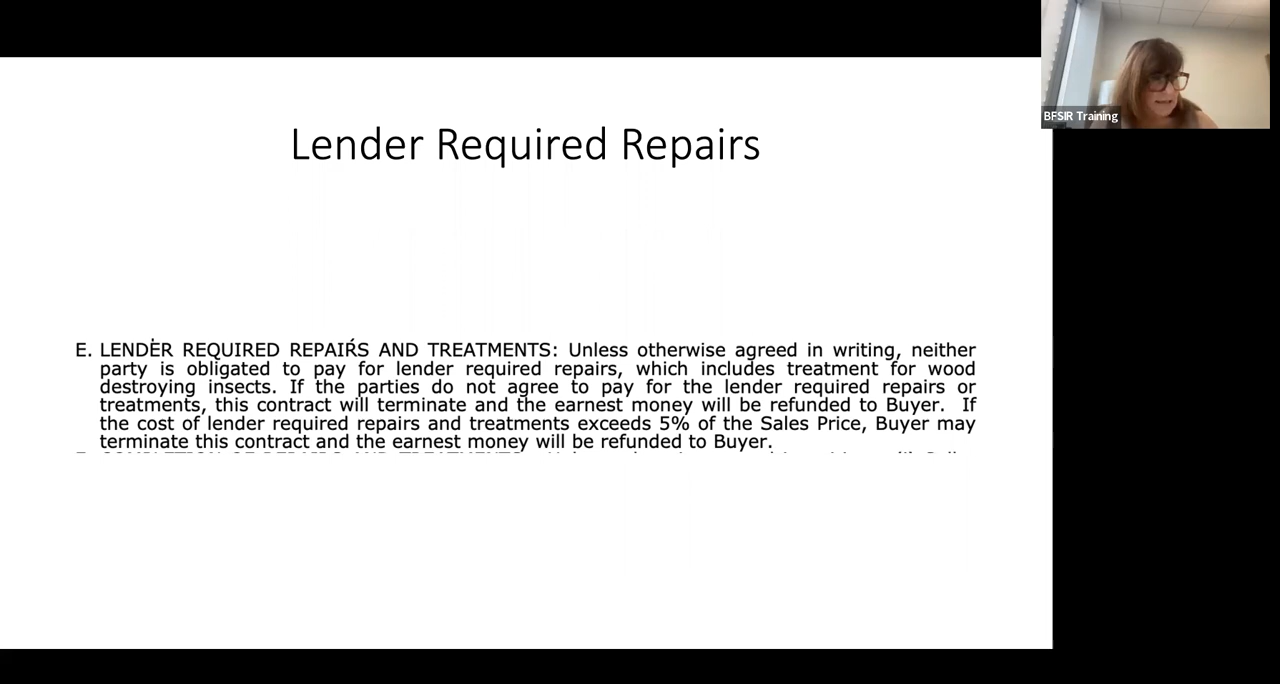 Lender Required Repairs
BFSIR Training
E. LENDER REQUIRED REPAIRS AND TREATMENTS: Unless otherwise agreed in writing, neither
party is obligated to pay for lender required repairs, which includes treatment for wood
destroying insects. If the parties do not agree to pay for the lender required repairs or
treatments, this contract will terminate and the earnest money will be refunded to Buyer. If
the cost of lender required repairs and treatments exceeds 5% of the Sales Price, Buyer may
terminate this contract and the earnest money will be refunded to Buyer.